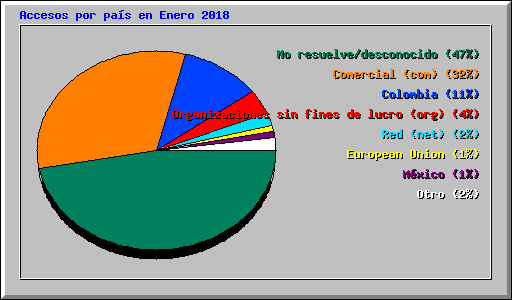 Accesos por país en Enero 2018
No resuelve/desconocido (47%)
Comercial (com) (32%)
Colombia (11%)
Organizaciones sin fines de lucro (org) (4%)
Red (net) (2%)
European Union (1%)
México (1%)
Otro (2%)